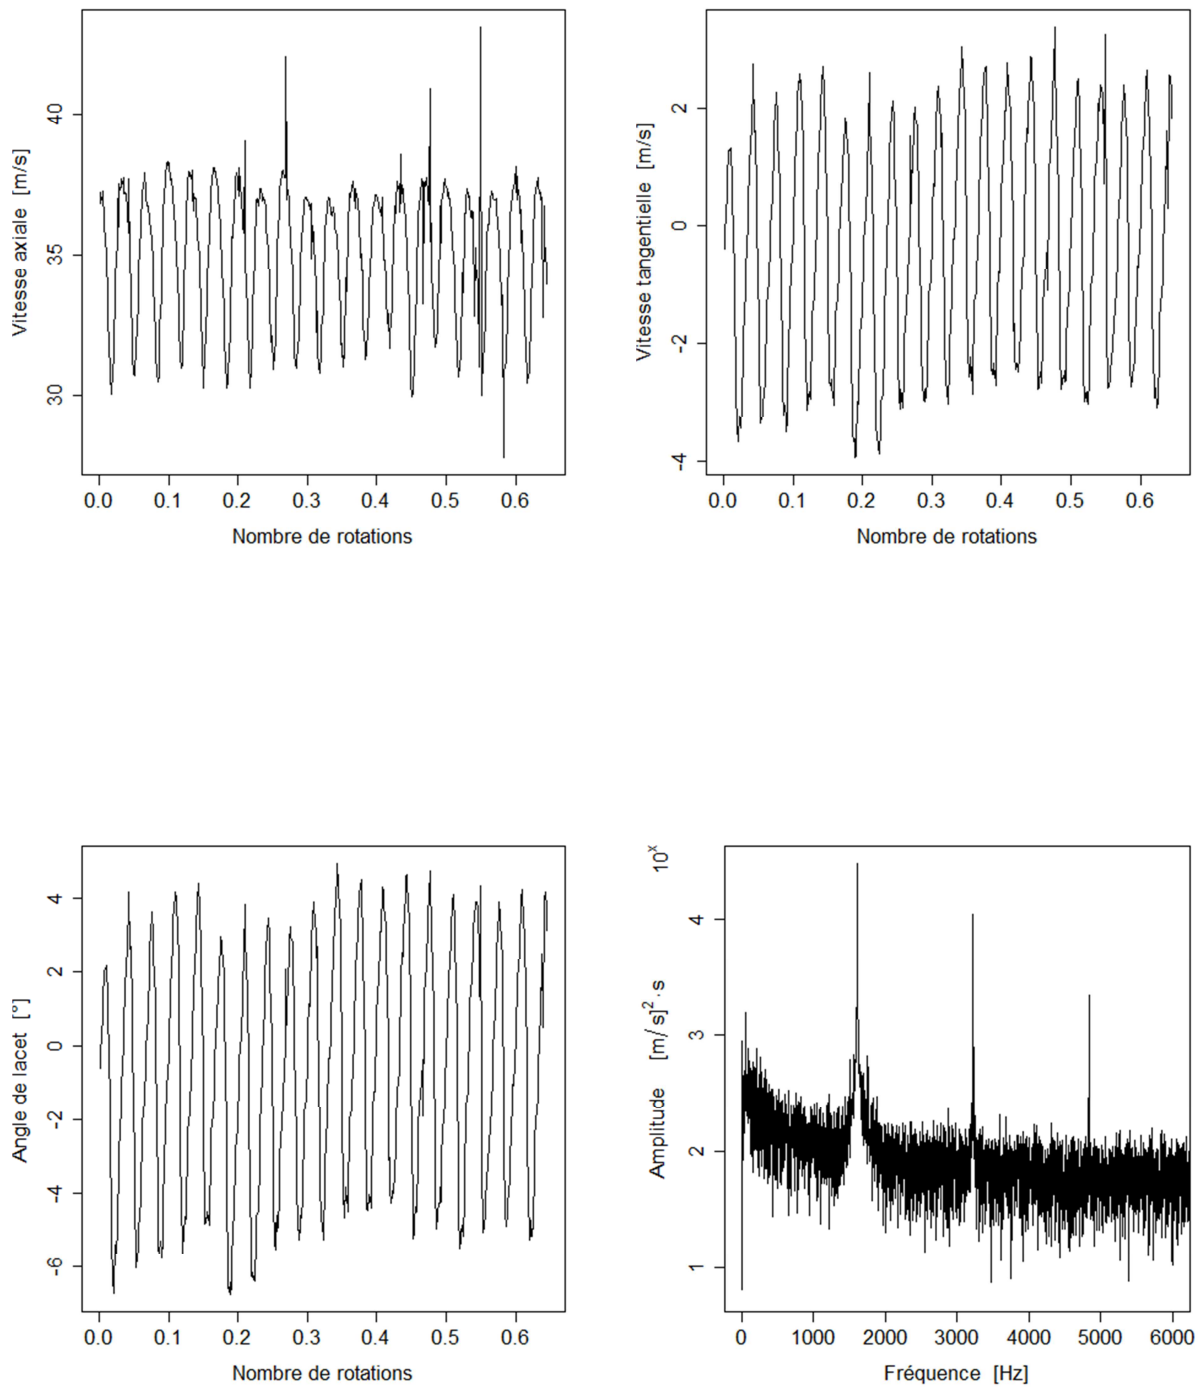 Vitesse axiale [m/s]
40
35
30
0.0 0.1 0.2 0.3 0.4 0.5 0.6
Nombre de rotations
Vitesse tangentielle [m/s]
2
0
-2
-4
0.0 0.1 0.2 0.3 0.4 0.5 0.6
Nombre de rotations
Angle de lacet [°]
4
2
0
-2
-4
-6
0.0 0.1 0.2 0.3 0.4 0.5 0.6
Nombre de rotations
Amplitude [m/s]² · s 10ˣ
4
3
2
1
0 1000 2000 3000 4000 5000 6000
Fréquence [Hz]